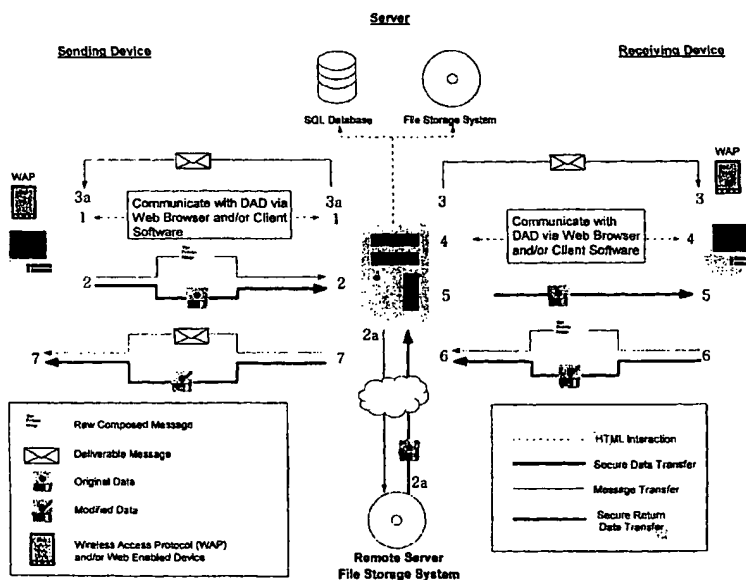 Server
Sending Device
Receiving Device
SQL Database
File Storage System
WAP
WAP
3a
3a
3
3
1
Communicate with DAD via
Web Browser and/or Client
Software
1
4
Communicate with
DAD via Web Browser
and/or Client Software
4
2
2
5
5
7
7
2a
6
6
Raw Composed Message
Deliverable Message
Original Data
Modified Data
Wireless Access Protocol (WAP)
and/or Web Enabled Device
2a
Remote Server
File Storage System
HTML Interaction
Secure Data Transfer
Message Transfer
Secure Return
Data Transfer